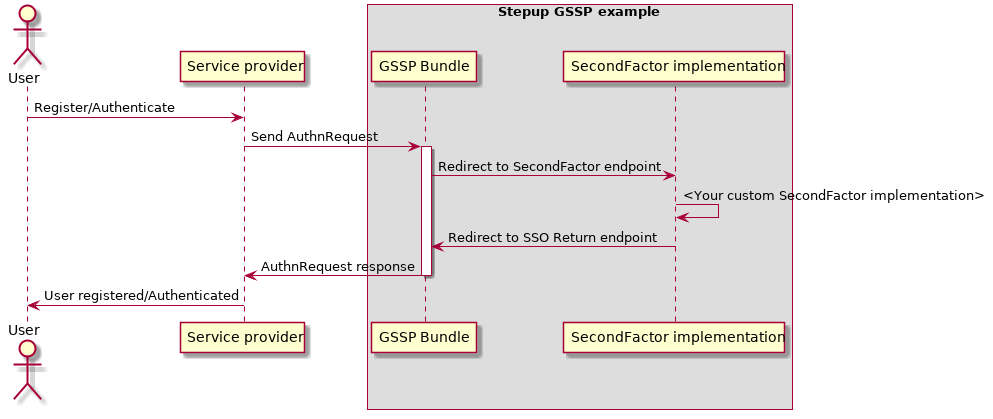 Stepup GSSP example
User
Service provider
GSSP Bundle
SecondFactor implementation
Register/Authenticate
Send AuthnRequest
Redirect to SecondFactor endpoint
<Your custom SecondFactor implementation>
Redirect to SSO Return endpoint
AuthnRequest response
User registered/Authenticated
User
Service provider
GSSP Bundle
SecondFactor implementation